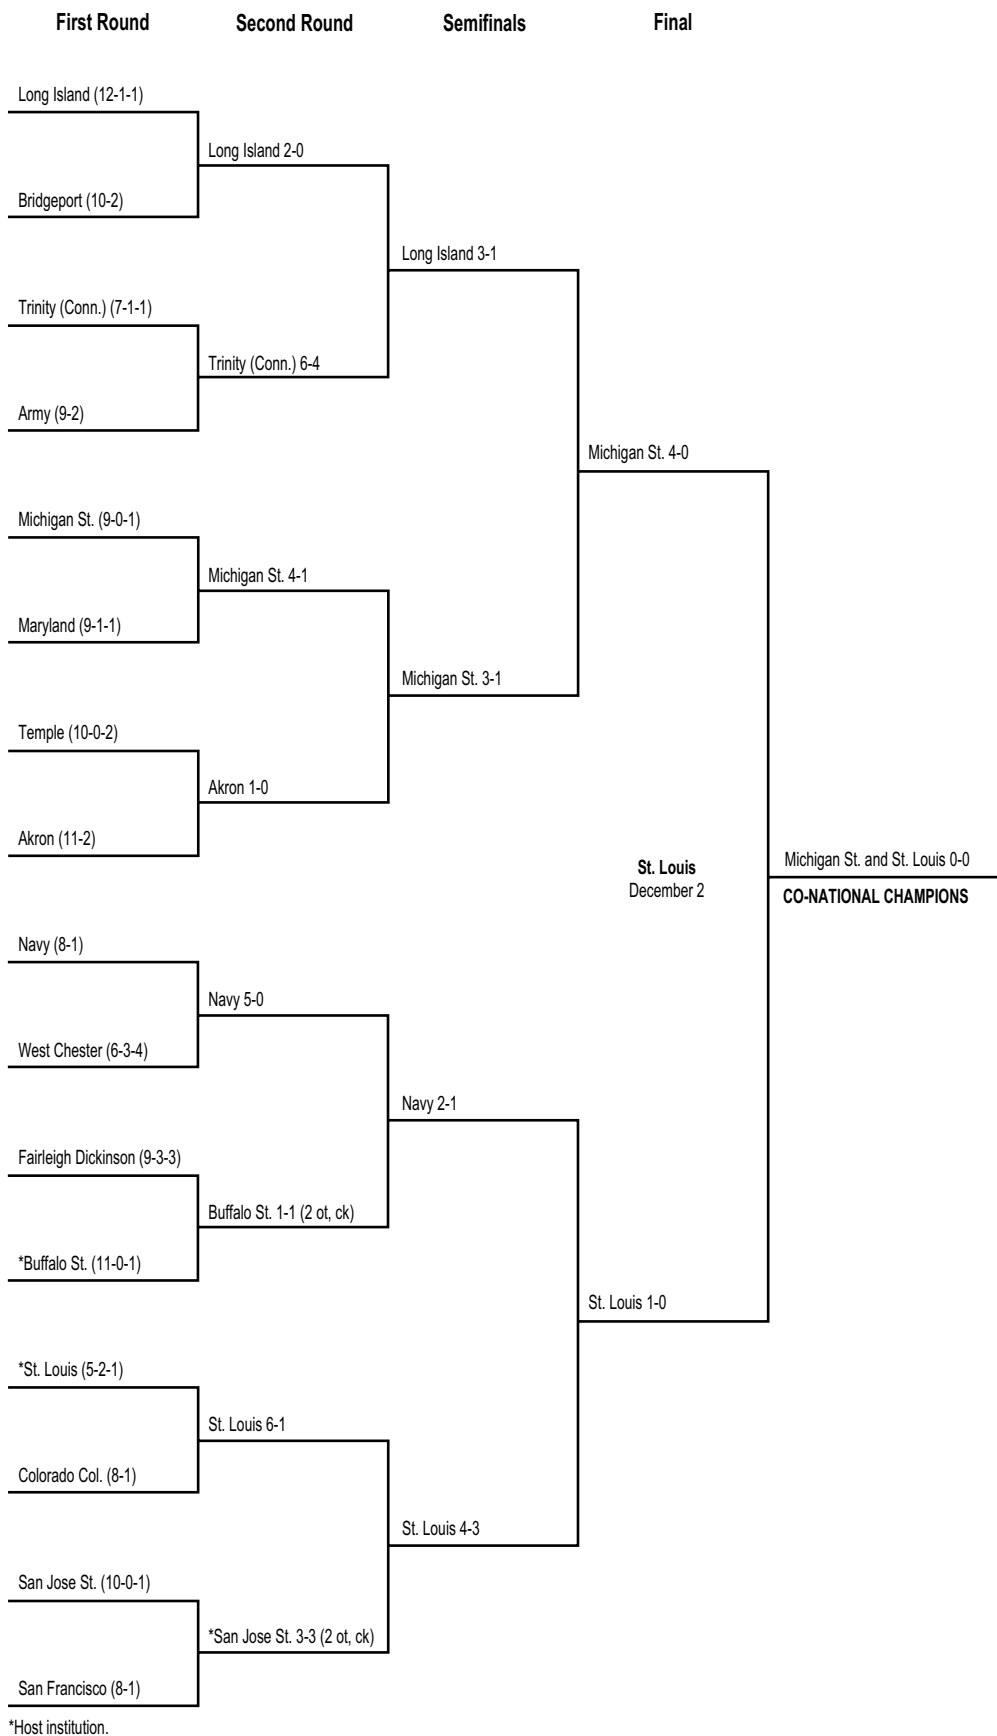 First Round
Second Round
Semifinals
Final
Long Island (12-1-1)
Long Island 2-0
Bridgeport (10-2)
Long Island 3-1
Trinity (Conn.) (7-1-1)
Trinity (Conn.) 6-4
Army (9-2)
Michigan St. 4-0
Michigan St. (9-0-1)
Michigan St. 4-1
Maryland (9-1-1)
Michigan St. 3-1
Temple (10-0-2)
Akron 1-0
Akron (11-2)
Michigan St. and St. Louis 0-0
St. Louis
December 2
CO-NATIONAL CHAMPIONS
Navy (8-1)
Navy 5-0
West Chester (6-3-4)
Navy 2-1
Fairleigh Dickinson (9-3-3)
Buffalo St. 1-1 (2 ot, ck)
*Buffalo St. (11-0-1)
St. Louis 1-0
*St. Louis (5-2-1)
St. Louis 6-1
Colorado Col. (8-1)
St. Louis 4-3
San Jose St. (10-0-1)
*San Jose St. 3-3 (2 ot, ck)
San Francisco (8-1)
*Host institution.